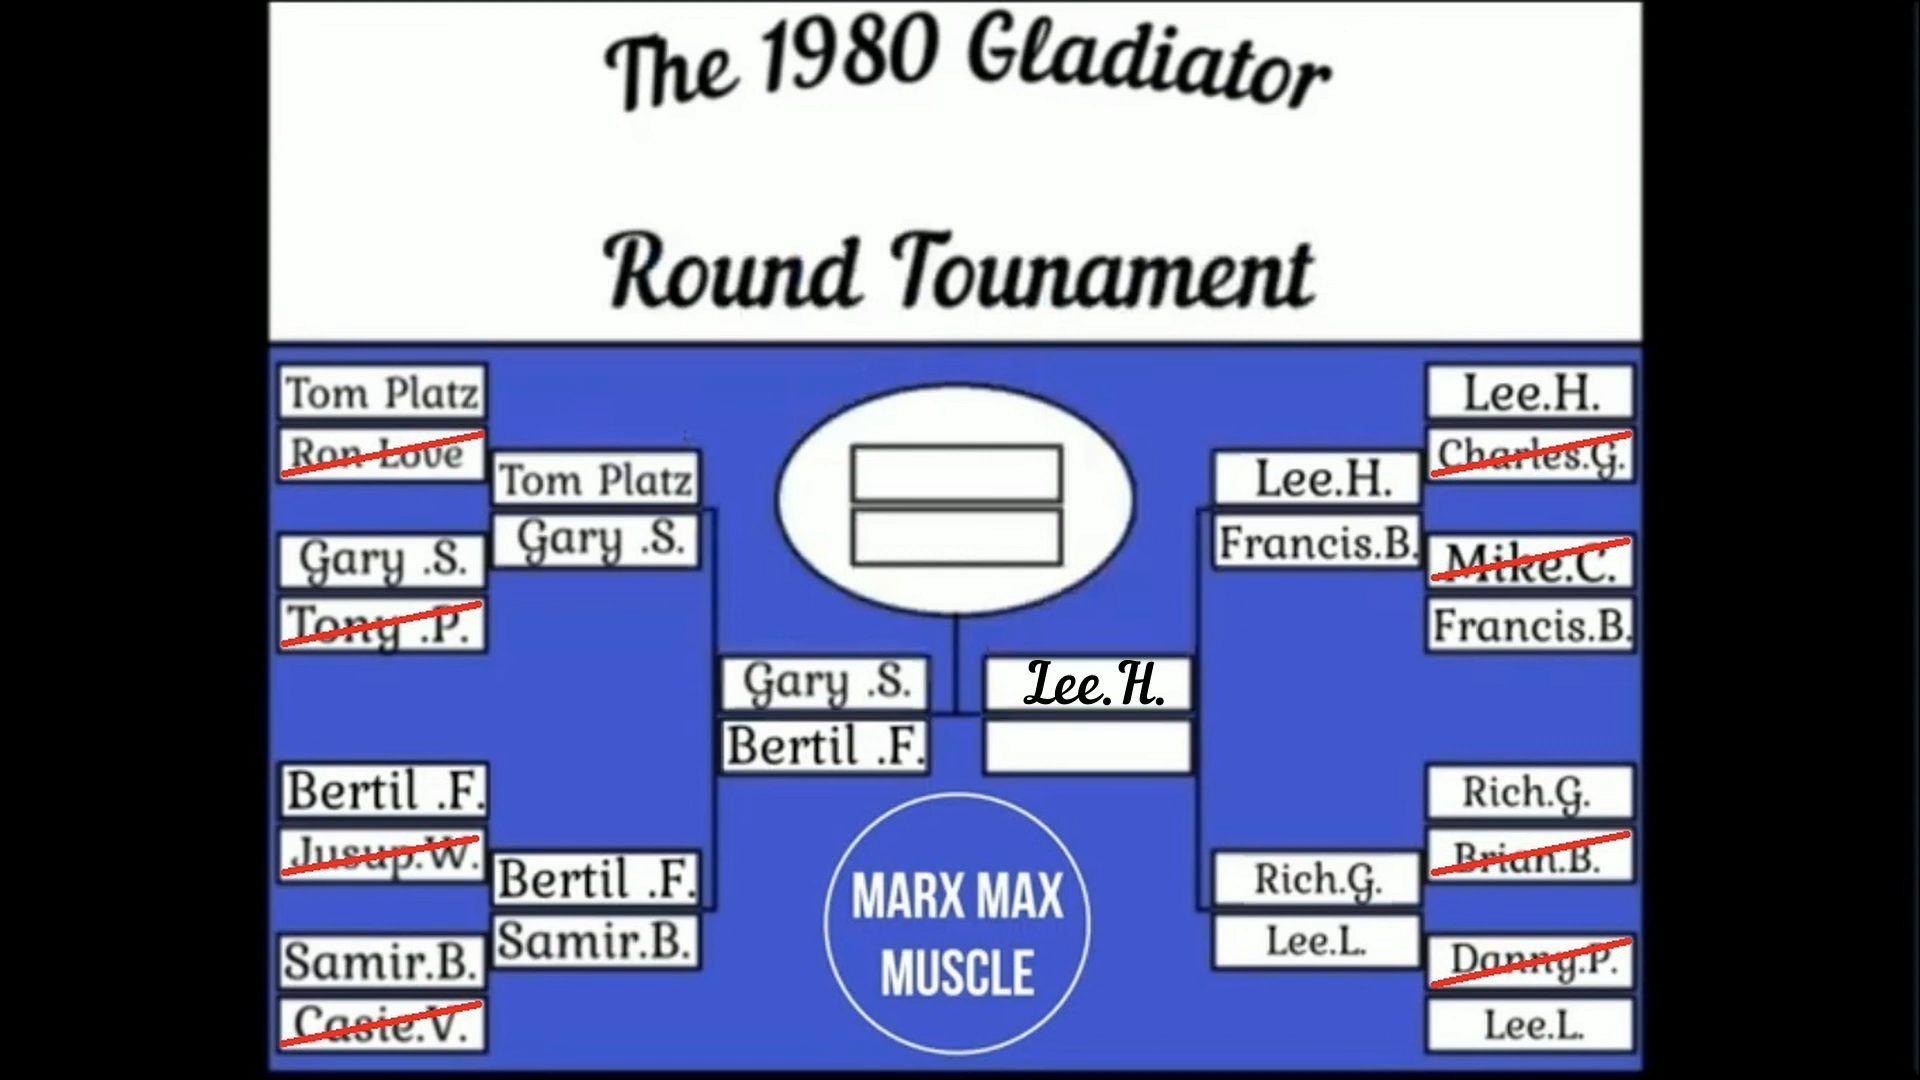 The 1980 Gladiator
Round Tounament
Tom Platz
Ron Love
Gary .S.
Tony .P.
Bertil .F.
Jusup.W.
Samir.B.
Casie.V.
Tom Platz
Gary .S.
Bertil .F.
Samir.B.
Gary .S.
Bertil .F.
Lee.H.
MARX MAX
MUSCLE
Lee.H.
Francis.B.
Rich.G.
Lee.L.
Lee.H.
Charles.G.
Mike.C.
Francis.B.
Rich.G.
Brian.B.
Danny.P.
Lee.L.